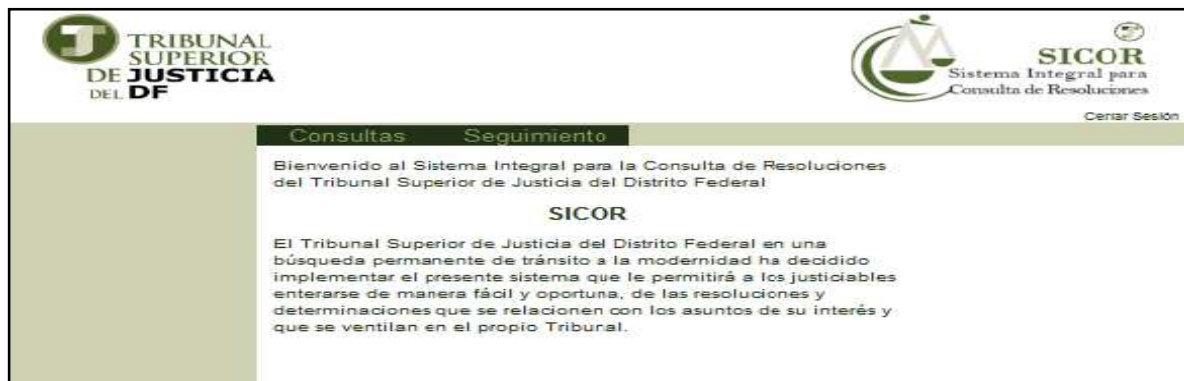 TRIBUNAL
SUPERIOR
DE JUSTICIA
DEL DF
SICOR
Sistema Integral para
Consulta de Resoluciones
Cerrar Sesión
Consultas Seguimiento
Bienvenido al Sistema Integral para la Consulta de Resoluciones
del Tribunal Superior de Justicia del Distrito Federal
SICOR
El Tribunal Superior de Justicia del Distrito Federal en una
búsqueda permanente de tránsito a la modernidad ha decidido
implementar el presente sistema que le permitirá a los justiciables
enterarse de manera fácil y oportuna, de las resoluciones y
determinaciones que se relacionen con los asuntos de su interés y
que se ventilan en el propio Tribunal.